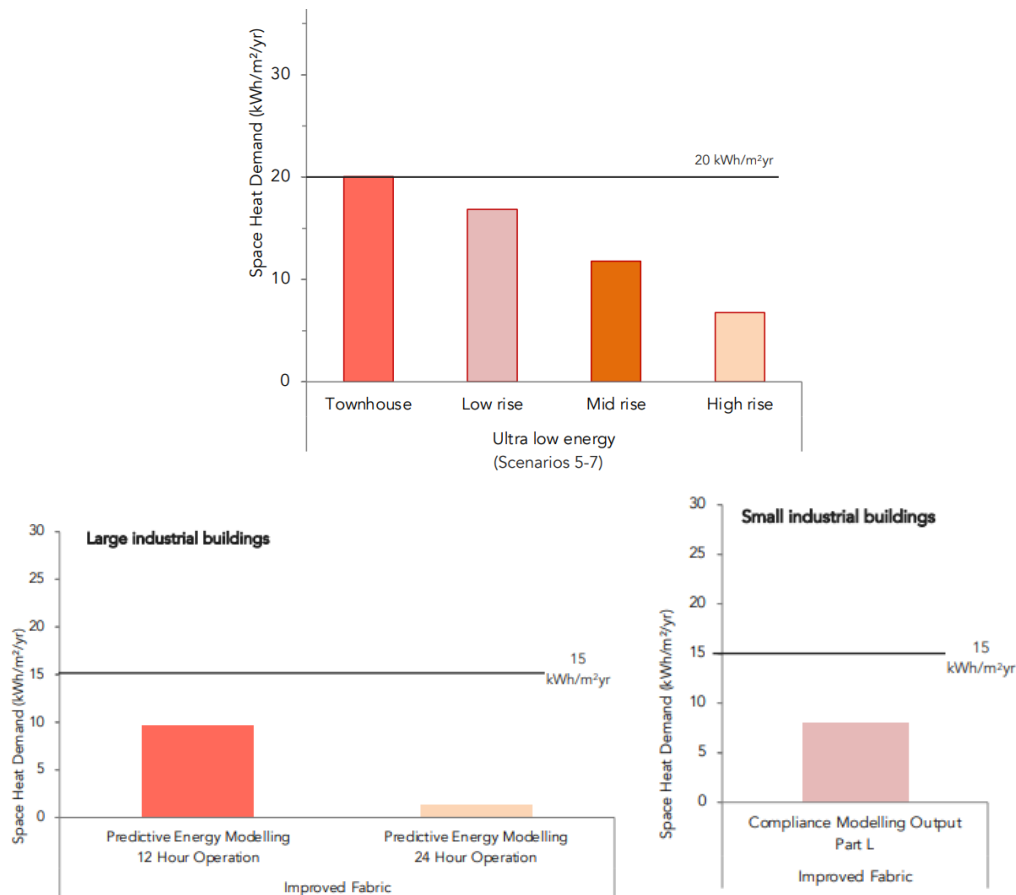 Space Heat Demand (kWh/m²/yr)
30
20
10
0
20 kWh/m²yr
Townhouse
Low rise
Mid rise
High rise
Ultra low energy
(Scenarios 5-7)
Large industrial buildings
Space Heat Demand (kWh/m²/yr)
30
25
20
15
10
5
0
15
kWh/m²yr
Predictive Energy Modelling
12 Hour Operation
Predictive Energy Modelling
24 Hour Operation
Improved Fabric
Small industrial buildings
Space Heat Demand (kWh/m²/yr)
30
25
20
15
10
5
0
15
kWh/m²yr
Compliance Modelling Output
Part L
Improved Fabric